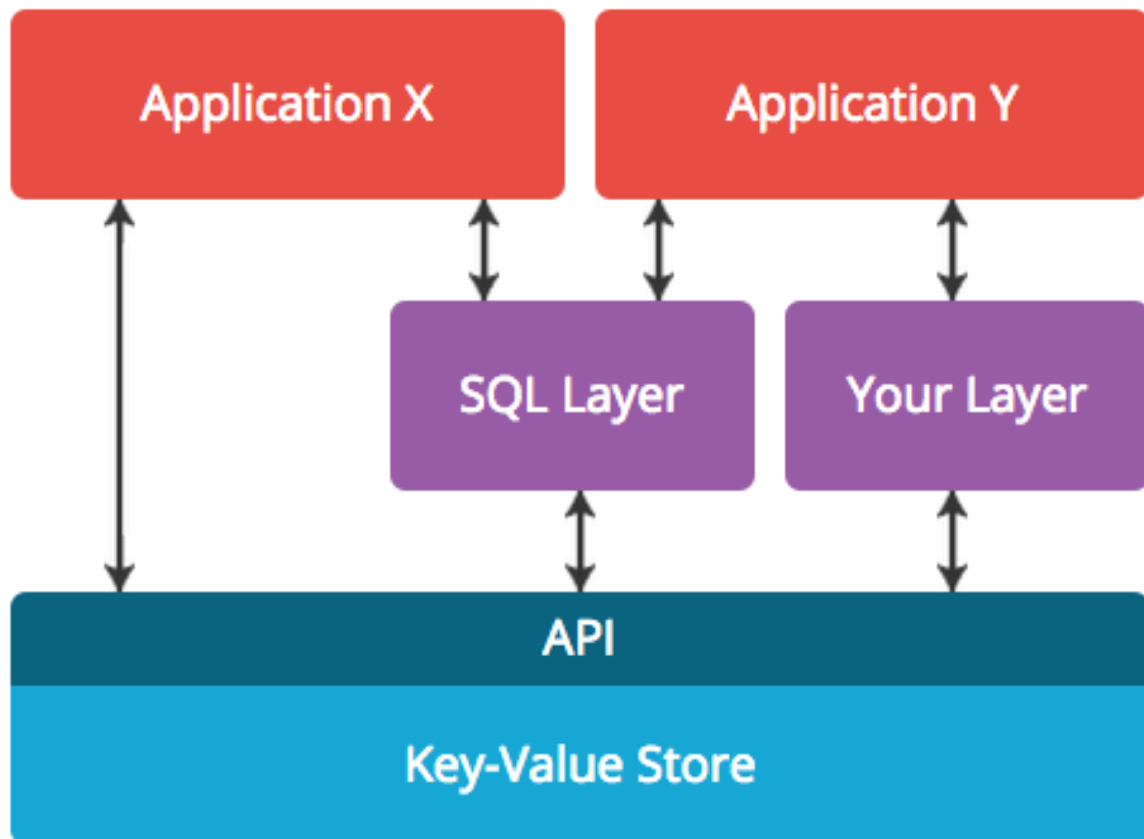 Application X
Application Y
SQL Layer
Your Layer
API
Key-Value Store